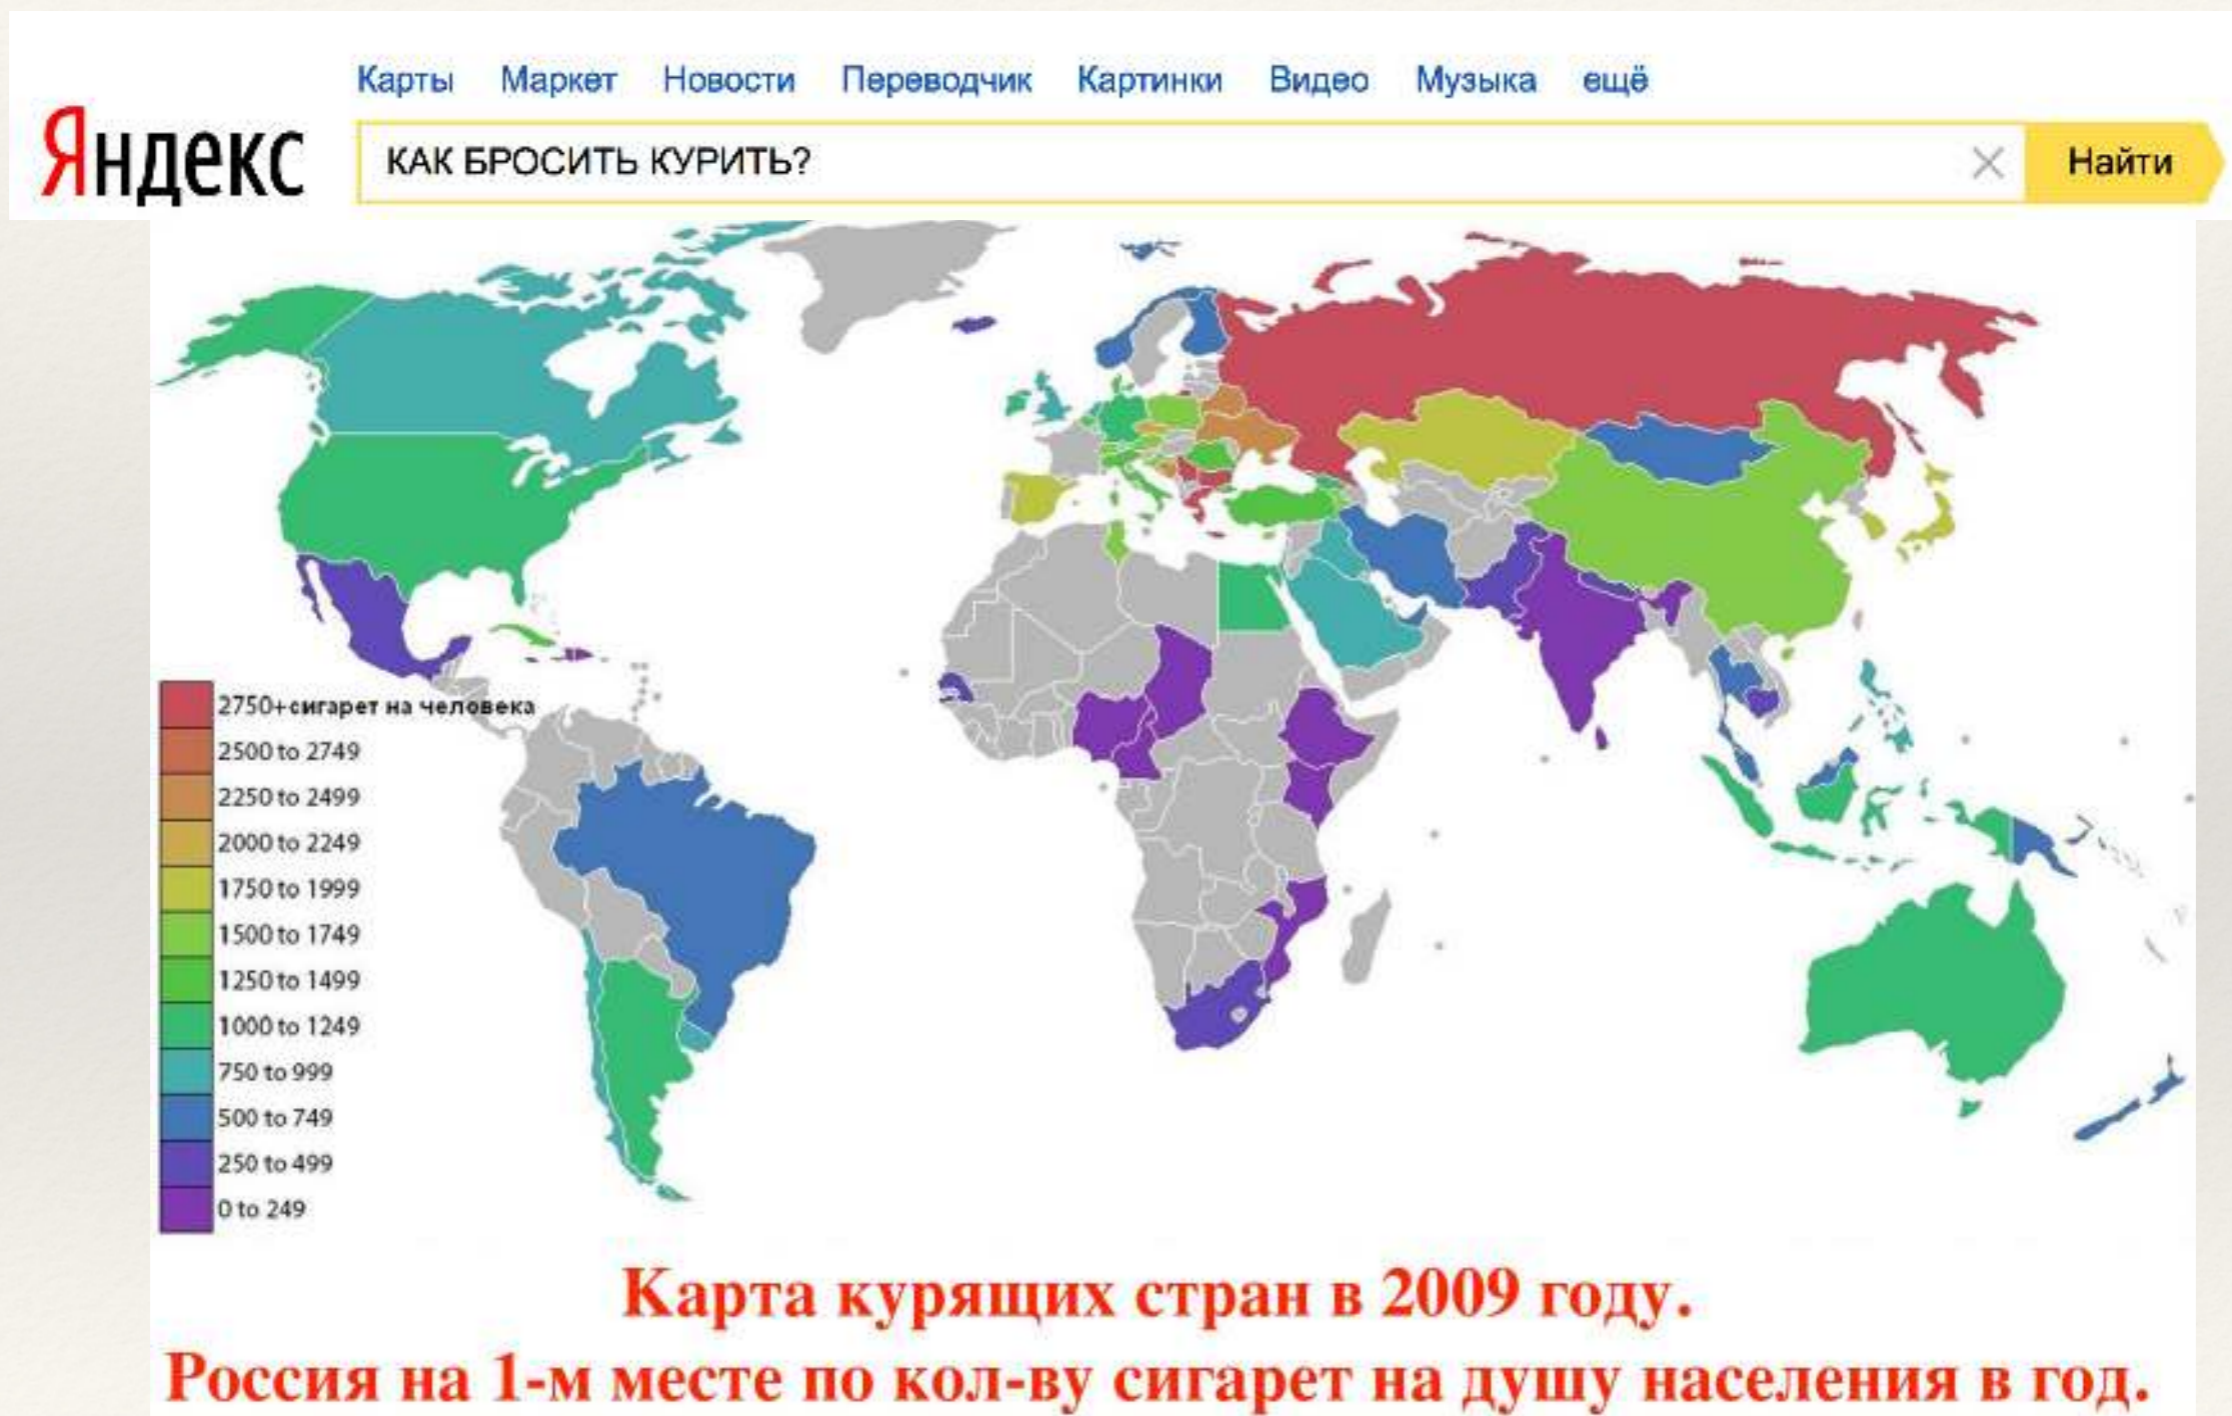 Карты Маркет Новости Переводчик Картинки Видео Музыка ещё
Яндекс КАК БРОСИТЬ КУРИТЬ? Найти
2750+сигарет на человека
2500 to 2749
2250 to 2499
2000 to 2249
1750 to 1999
1500 to 1749
1250 to 1499
1000 to 1249
750 to 999
500 to 749
250 to 499
0 to 249
Карта курящих стран в 2009 году.
Россия на 1-м месте по кол-ву сигарет на душу населения в год.